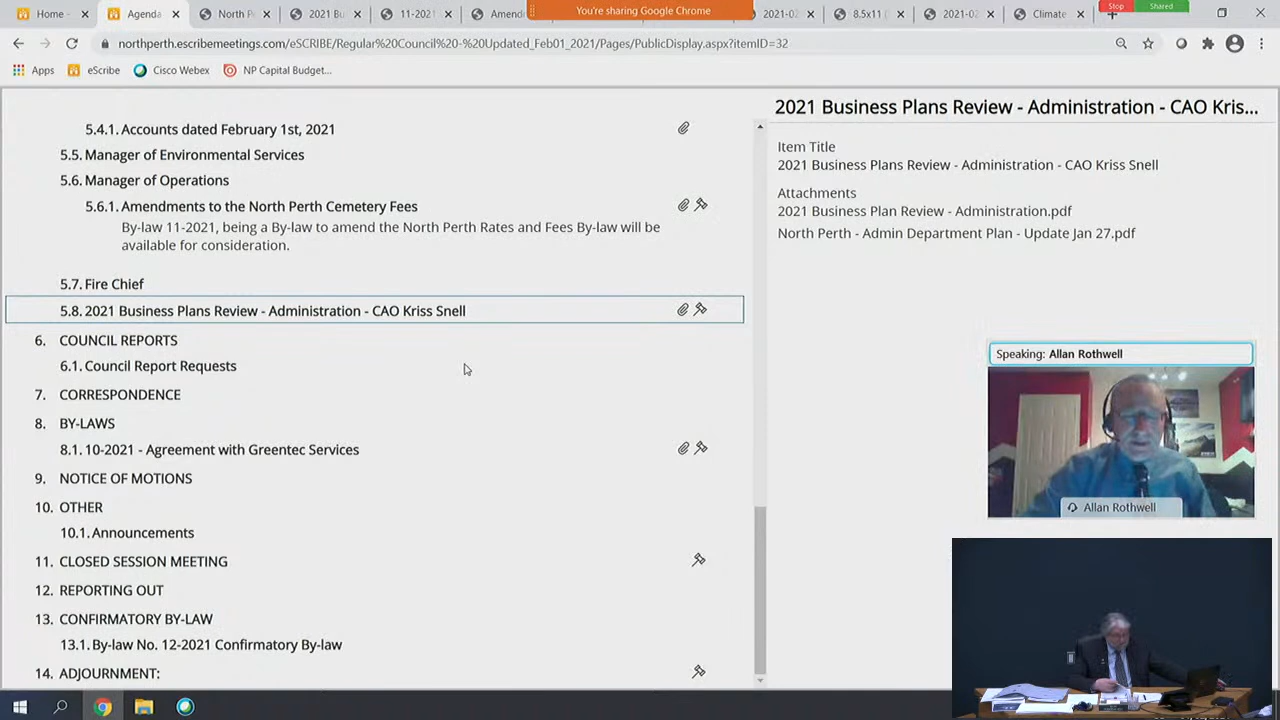 Home -
Agenda
North P
2021 Bu
11-2021
Amend
You're sharing Google Chrome
2021-02
8.5x11 (
2021-02
Climate
Stop
Shared
northperth.escribemeetings.com/eSCRIBE/Regular%20Council%20-%20Updated_Feb01_2021/Pages/PublicDisplay.aspx?itemID=32
Apps
eScribe
Cisco Webex
NP Capital Budget...
5.4.1. Accounts dated February 1st, 2021
5.5. Manager of Environmental Services
5.6. Manager of Operations
5.6.1. Amendments to the North Perth Cemetery Fees
By-law 11-2021, being a By-law to amend the North Perth Rates and Fees By-law will be
available for consideration.
5.7. Fire Chief
5.8. 2021 Business Plans Review - Administration - CAO Kriss Snell
6. COUNCIL REPORTS
6.1. Council Report Requests
7. CORRESPONDENCE
8. BY-LAWS
8.1. 10-2021 - Agreement with Greentec Services
9. NOTICE OF MOTIONS
10. OTHER
10.1. Announcements
11. CLOSED SESSION MEETING
12. REPORTING OUT
13. CONFIRMATORY BY-LAW
13.1. By-law No. 12-2021 Confirmatory By-law
14. ADJOURNMENT:
2021 Business Plans Review - Administration - CAO Kris...
Item Title
2021 Business Plans Review - Administration - CAO Kriss Snell
Attachments
2021 Business Plan Review - Administration.pdf
North Perth - Admin Department Plan - Update Jan 27.pdf
Speaking: Allan Rothwell
Allan Rothwell